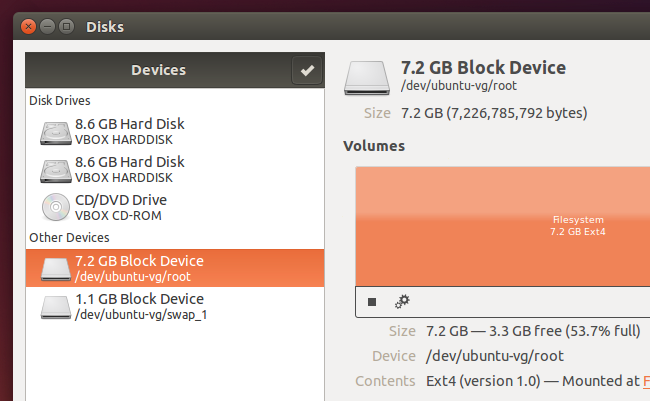 Disks
Devices
Disk Drives
8.6 GB Hard Disk
VBOX HARDDISK
8.6 GB Hard Disk
VBOX HARDDISK
CD/DVD Drive
VBOX CD-ROM
Other Devices
7.2 GB Block Device
/dev/ubuntu-vg/root
1.1 GB Block Device
/dev/ubuntu-vg/swap_1
7.2 GB Block Device
/dev/ubuntu-vg/root
Size 7.2 GB (7,226,785,792 bytes)
Volumes
Filesystem
7.2 GB Ext4
Size 7.2 GB — 3.3 GB free (53.7% full)
Device /dev/ubuntu-vg/root
Contents Ext4 (version 1.0) — Mounted at